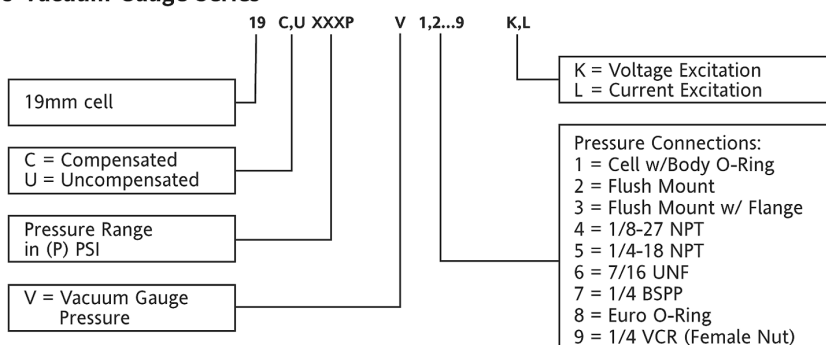 19 C,U XXXP V 1,2...9 K,L
19mm cell
C = Compensated
U = Uncompensated
Pressure Range
in (P) PSI
V = Vacuum Gauge
Pressure
K = Voltage Excitation
L = Current Excitation
Pressure Connections:
1 = Cell w/Body O-Ring
2 = Flush Mount
3 = Flush Mount w/ Flange
4 = 1/8-27 NPT
5 = 1/4-18 NPT
6 = 7/16 UNF
7 = 1/4 BSPP
8 = Euro O-Ring
9 = 1/4 VCR (Female Nut)